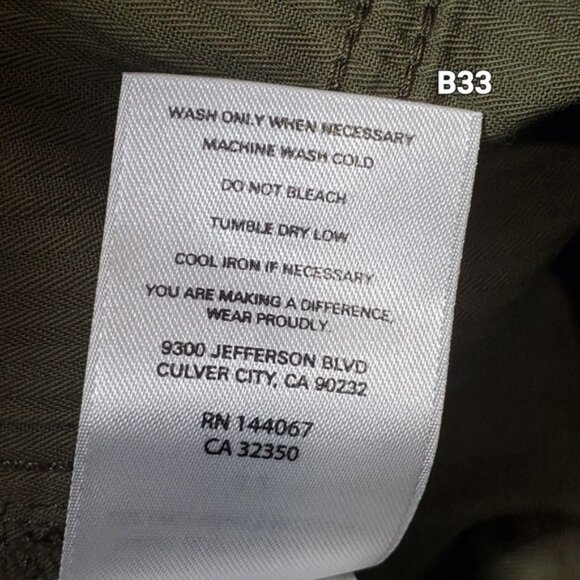 B33
WASH ONLY WHEN NECESSARY
MACHINE WASH COLD
DO NOT BLEACH
TUMBLE DRY LOW
COOL IRON IF NECESSARY
YOU ARE MAKING A DIFFERENCE,
WEAR PROUDLY.
9300 JEFFERSON BLVD
CULVER CITY, CA 90232
RN 144067
CA 32350